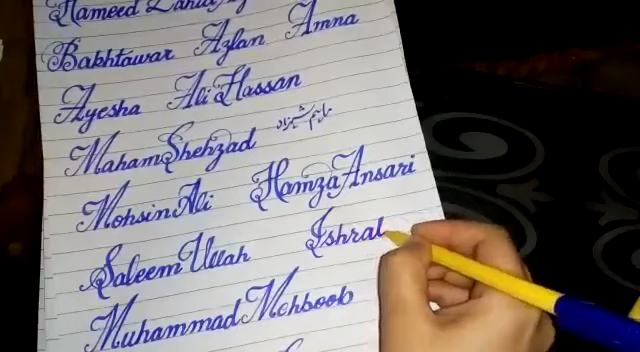 Hameed
Bakhtawar Azlan Amna
Ayesha Ali Hassan
Maham Shehzad ماہم شہزاد
Mohsin Ali Hamza Ansari
Saleem Ullah Ishrat
Muhammad Mehboob